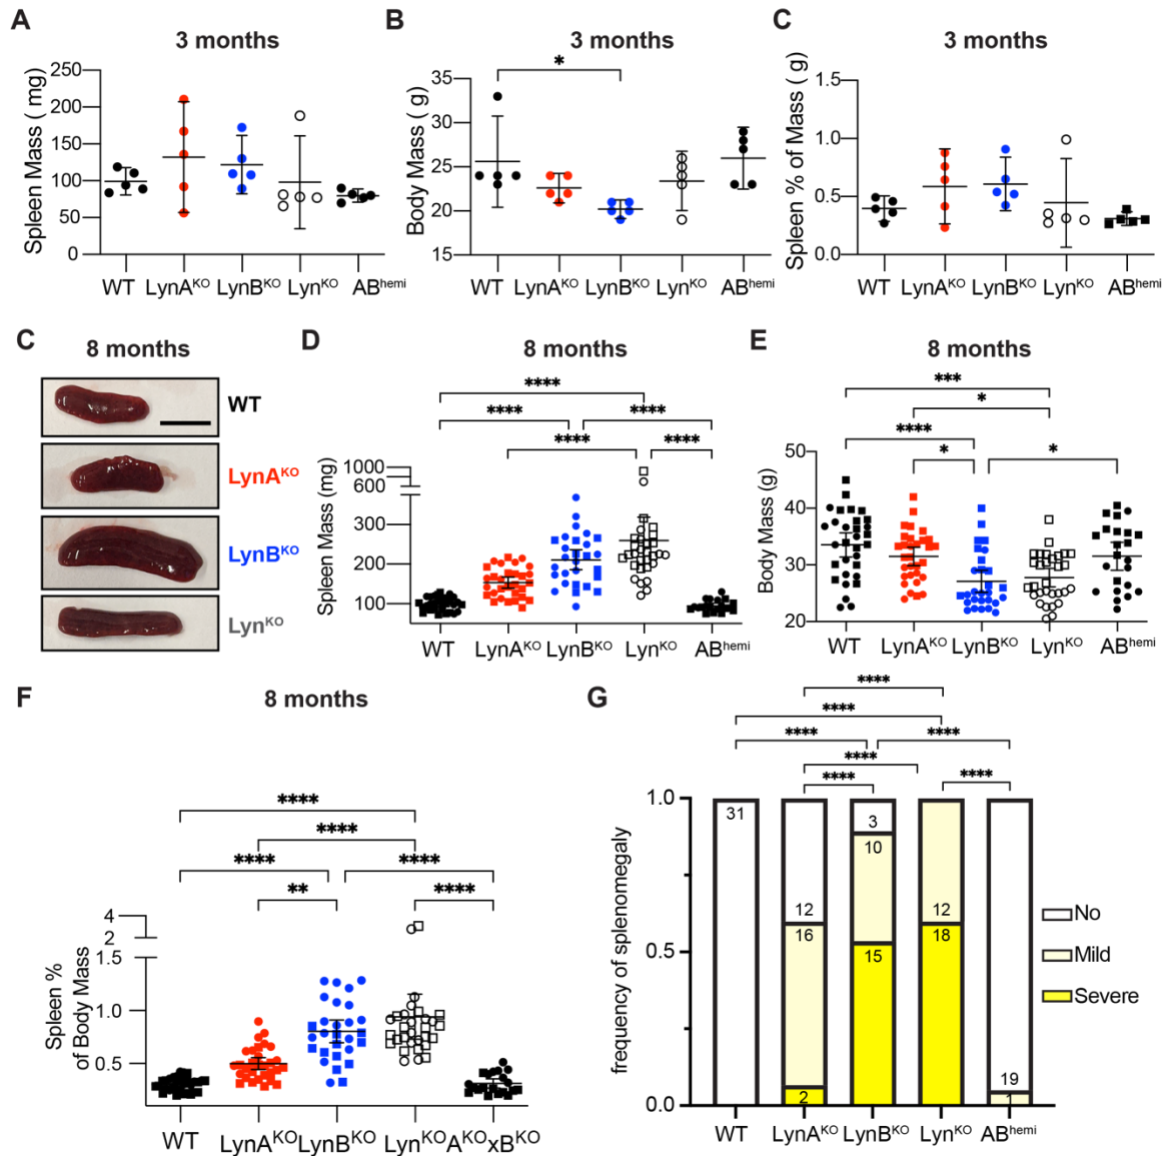 A
3 months
Spleen Mass ( mg)
250
200
150
100
50
0
WT LynAKO LynBKO LynKO ABhemi
B
3 months
*
Body Mass ( g)
35
30
25
20
15
WT LynAKO LynBKO LynKO ABhemi
C
3 months
Spleen % of Mass ( g)
1.5
1.0
0.5
0.0
WT LynAKO LynBKO LynKO ABhemi
C
8 months
WT
LynAKO
LynBKO
LynKO
D
8 months
****
**** ****
**** ****
Spleen Mass (mg)
1000
600
300
200
100
WT LynAKO LynBKO LynKO ABhemi
E
8 months
***
*
****
* *
Body Mass (g)
50
40
30
20
WT LynAKO LynBKO LynKO ABhemi
F
8 months
****
****
**** ****
** ****
Spleen %
of Body Mass
4
2
1.5
1.0
0.5
WT LynAKO LynBKO LynKO AKOxBKO
G
****
****
**** ****
****
**** ****
frequency of splenomegaly
1.0
0.5
0.0
31
12
16
2
3
10
15
12
18
19
1
WT LynAKO LynBKO LynKO ABhemi
No
Mild
Severe